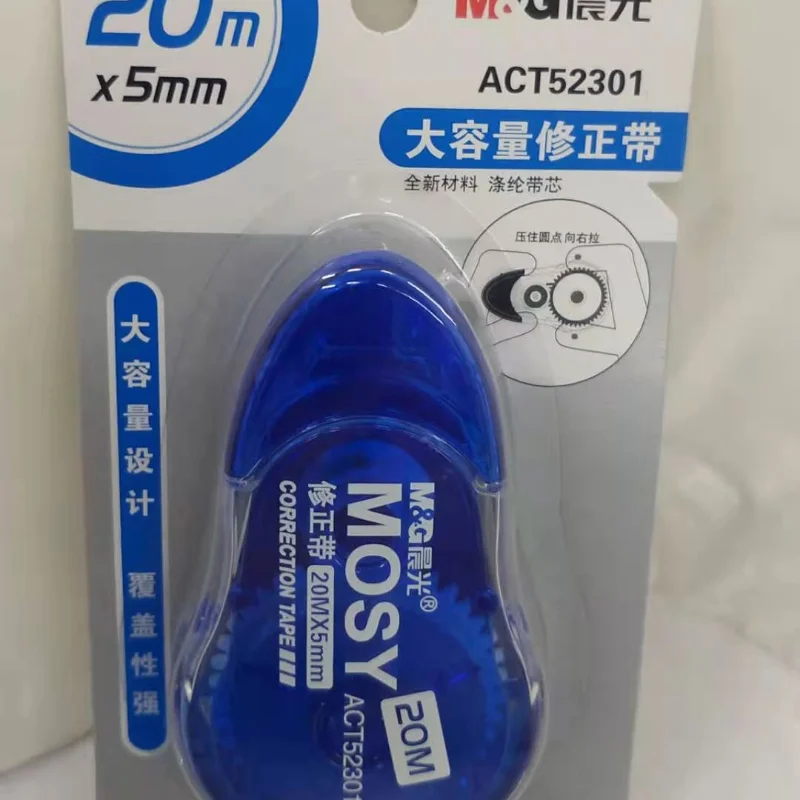 20m
x5mm
M&G晨光
ACT52301
大容量修正带
全新材料 涤纶带芯
压住圆点 向右拉
大容量设计 覆盖性强
M&G晨光®
MOSY 20M
修正带 20MX5mm ACT52301
CORRECTION TAPE